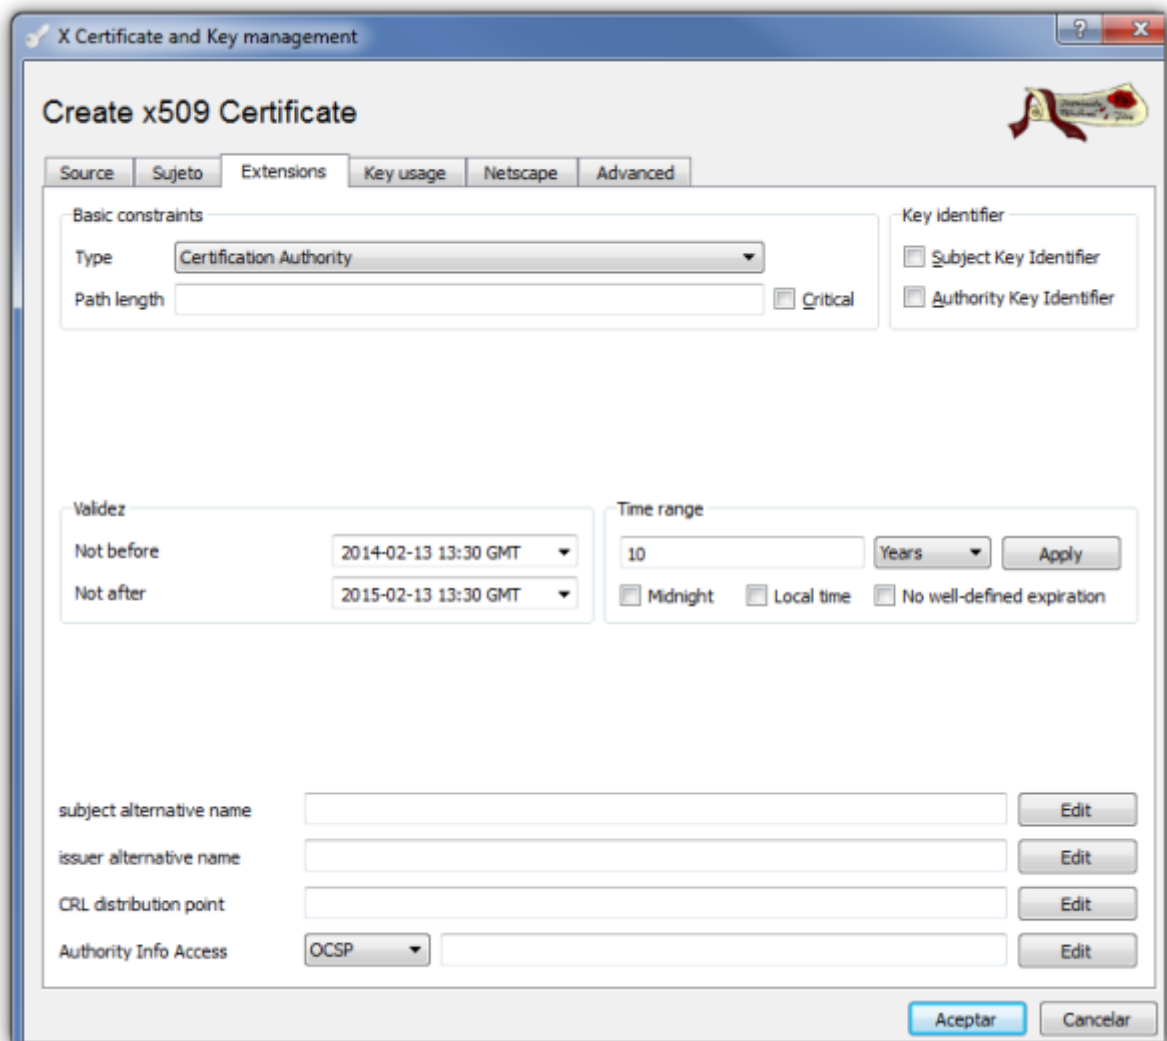 X Certificate and Key management
Create x509 Certificate
Source Sujeto Extensions Key usage Netscape Advanced
Basic constraints Key identifier
Type Certification Authority Subject Key Identifier
Path length Critical Authority Key Identifier
Validez Time range
Not before 2014-02-13 13:30 GMT 10 Years Apply
Not after 2015-02-13 13:30 GMT Midnight Local time No well-defined expiration
subject alternative name Edit
issuer alternative name Edit
CRL distribution point Edit
Authority Info Access OCSP Edit
Aceptar Cancelar